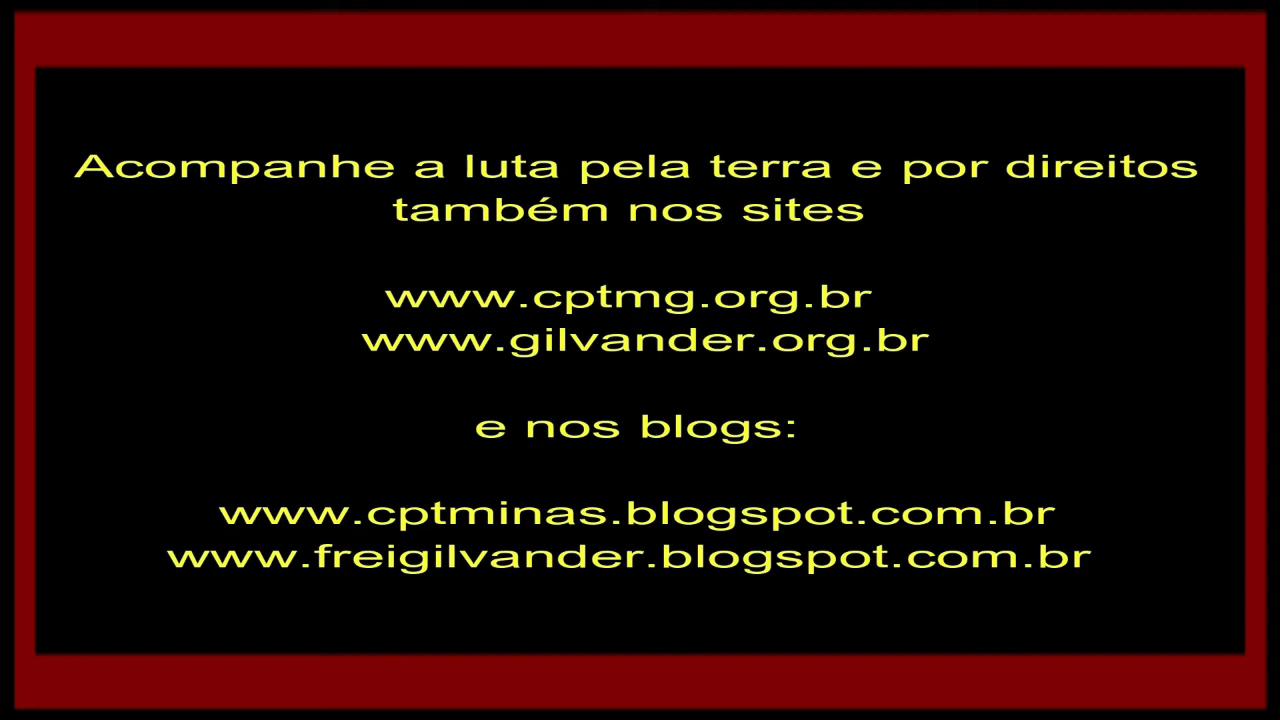 Acompanhe a luta pela terra e por direitos
também nos sites
www.cptmg.org.br
www.gilvander.org.br
e nos blogs:
www.cptminas.blogspot.com.br
www.freigilvander.blogspot.com.br